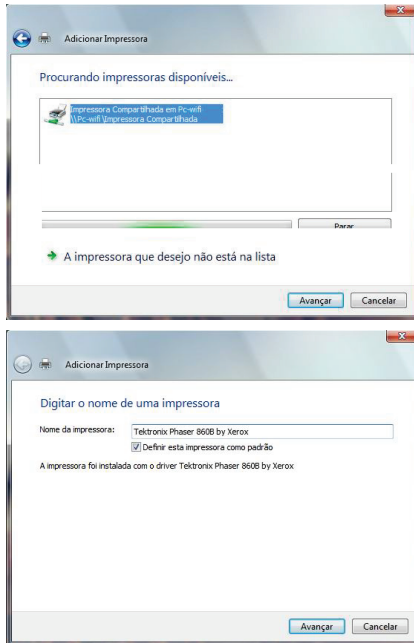 Adicionar Impressora
Procurando impressoras disponíveis...
Impressora Compartilhada em Pc-wifi
\\Pc-wifi\Impressora Compartilhada
Parar
A impressora que desejo não está na lista
Avançar Cancelar
Adicionar Impressora
Digitar o nome de uma impressora
Nome da impressora: Tektronix Phaser 860B by Xerox
Definir esta impressora como padrão
A impressora foi instalada com o driver Tektronix Phaser 860B by Xerox
Avançar Cancelar